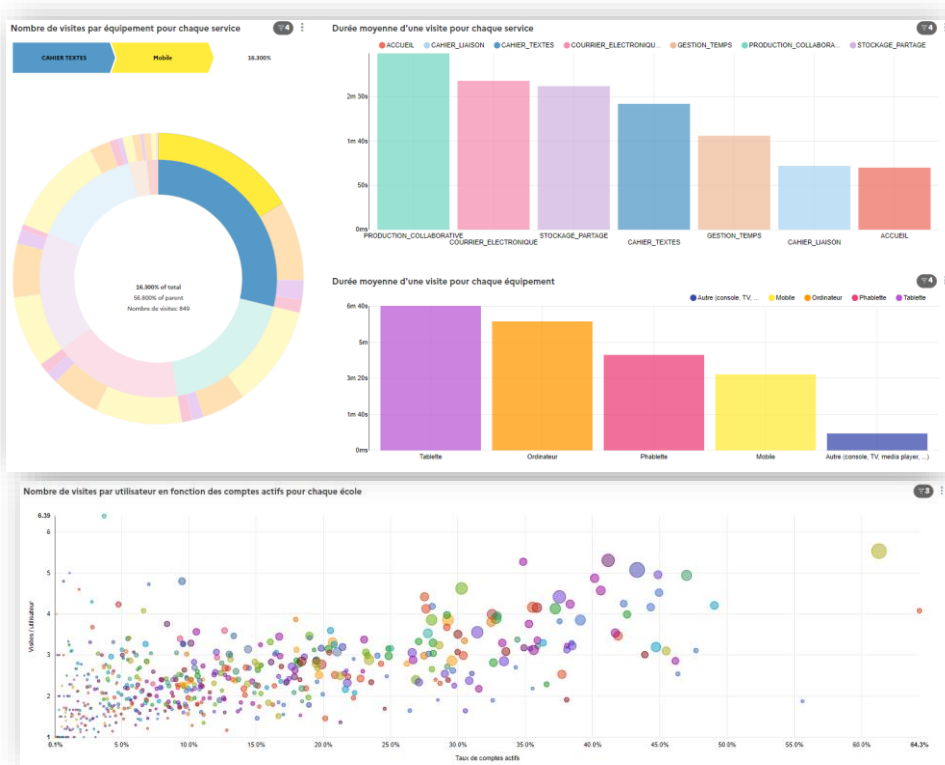 Nombre de visites par équipement pour chaque service
4
CAHIER TEXTES
Mobile
16.300%
16.300% of total
56.800% of parent
Nombre de visites: 849
Durée moyenne d'une visite pour chaque service
4
ACCUEIL
CAHIER_LIAISON
CAHIER_TEXTES
COURRIER_ELECTRONIQU...
GESTION_TEMPS
PRODUCTION_COLLABORA...
STOCKAGE_PARTAGE
2m 30s
1m 40s
50s
0ms
PRODUCTION_COLLABORATIVE
COURRIER_ELECTRONIQUE
STOCKAGE_PARTAGE
CAHIER_TEXTES
GESTION_TEMPS
CAHIER_LIAISON
ACCUEIL
Durée moyenne d'une visite pour chaque équipement
4
Autre (console, TV, ...
Mobile
Ordinateur
Phablette
Tablette
6m 40s
5m
3m 20s
1m 40s
0ms
Tablette
Ordinateur
Phablette
Mobile
Autre (console, TV, media player, ...)
Nombre de visites par utilisateur en fonction des comptes actifs pour chaque école
3
Visites / utilisateur
6.39
6
5
4
3
2
1
0.1%
5.0%
10.0%
15.0%
20.0%
25.0%
30.0%
35.0%
40.0%
45.0%
50.0%
55.0%
60.0%
64.3%
Taux de comptes actifs